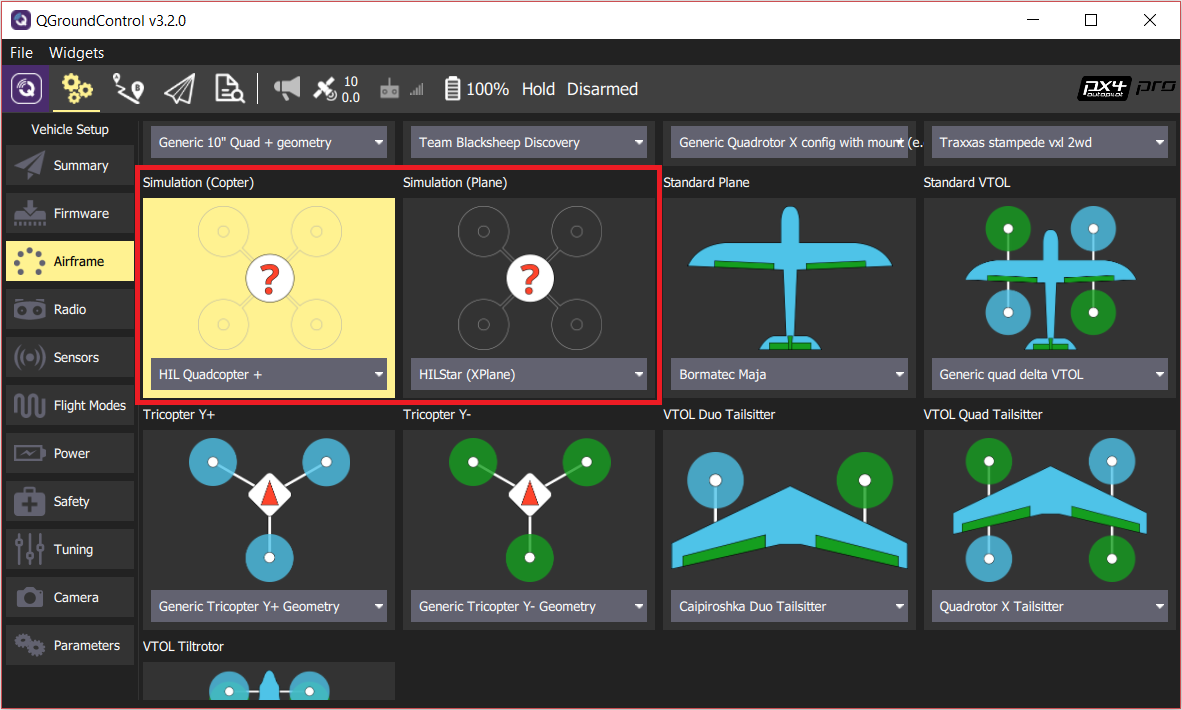 QGroundControl v3.2.0
File Widgets
10
0.0
100% Hold Disarmed
px4 pro
autopilot
Vehicle Setup
Summary
Firmware
Airframe
Radio
Sensors
Flight Modes
Power
Safety
Tuning
Camera
Parameters
Generic 10" Quad + geometry
Team Blacksheep Discovery
Generic Quadrotor X config with mount (e.
Traxxas stampede vxl 2wd
Simulation (Copter)
Simulation (Plane)
Standard Plane
Standard VTOL
?
?
HIL Quadcopter +
HILStar (XPlane)
Bormatec Maja
Generic quad delta VTOL
Tricopter Y+
Tricopter Y-
VTOL Duo Tailsitter
VTOL Quad Tailsitter
Generic Tricopter Y+ Geometry
Generic Tricopter Y- Geometry
Caipiroshka Duo Tailsitter
Quadrotor X Tailsitter
VTOL Tiltrotor